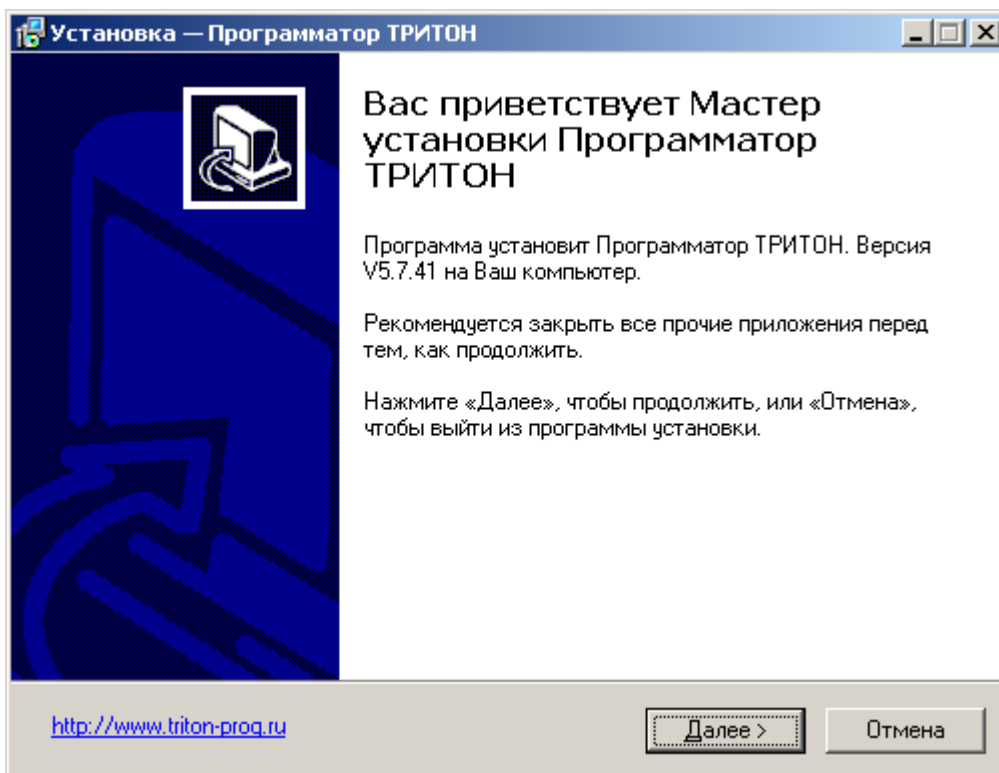 Установка — Программатор ТРИТОН
Вас приветствует Мастер
установки Программатор
ТРИТОН
Программа установит Программатор ТРИТОН. Версия
V5.7.41 на Ваш компьютер.
Рекомендуется закрыть все прочие приложения перед
тем, как продолжить.
Нажмите «Далее», чтобы продолжить, или «Отмена»,
чтобы выйти из программы установки.
http://www.triton-prog.ru
Далее >
Отмена